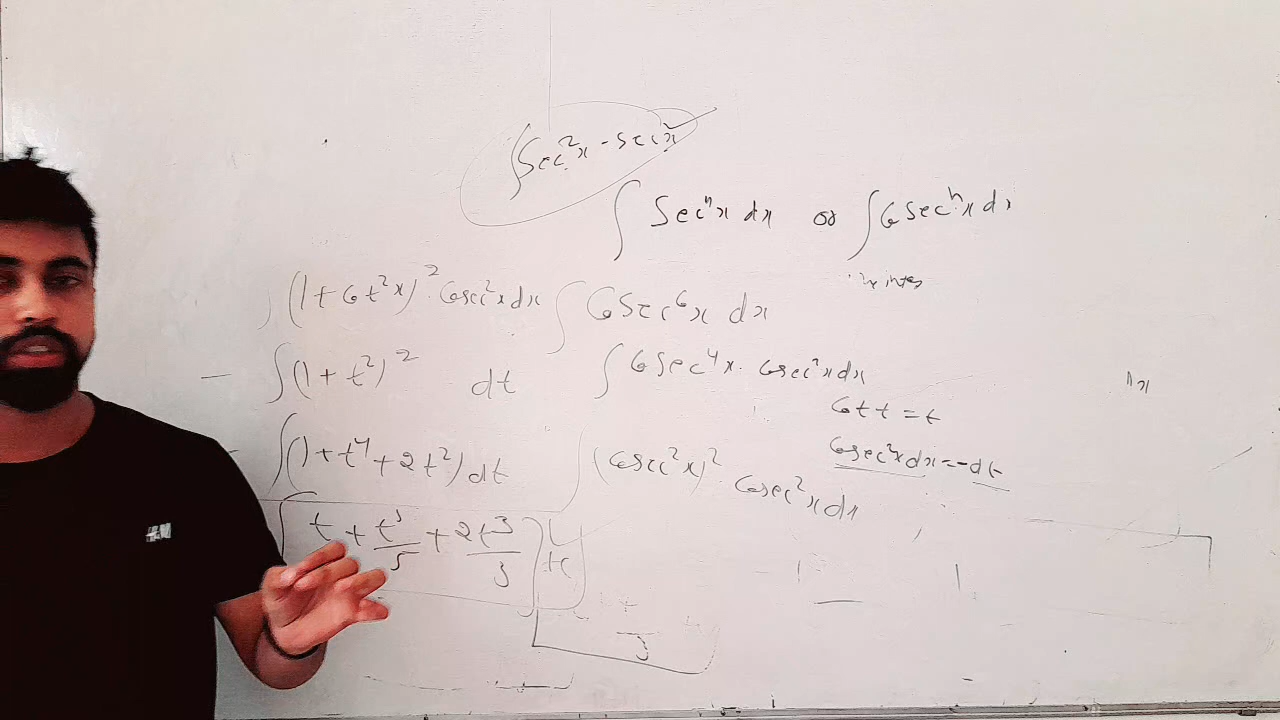 ∫Sec²x - sec²x
∫ Secⁿx dx or ∫Cosecⁿx dx
∫(1 + Cot²x)². Cosec²x dx
∫ CoSec⁶x dx
- ∫(1 + t²)² dt
∫ CoSec⁴x. Cosec²x dx
Cot t = t
- ∫(1 + t⁴ + 2t²) dt
∫(Cosec²x)² Cosec²x dx
Cosec²x dx = -dt
t + t⁵/5 + 2t³/3
H&M